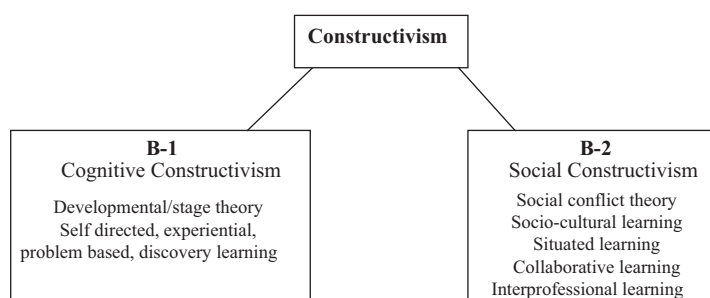 Constructivism
B-1
Cognitive Constructivism
Developmental/stage theory
Self directed, experiential,
problem based, discovery learning
B-2
Social Constructivism
Social conflict theory
Socio-cultural learning
Situated learning
Collaborative learning
Interprofessional learning